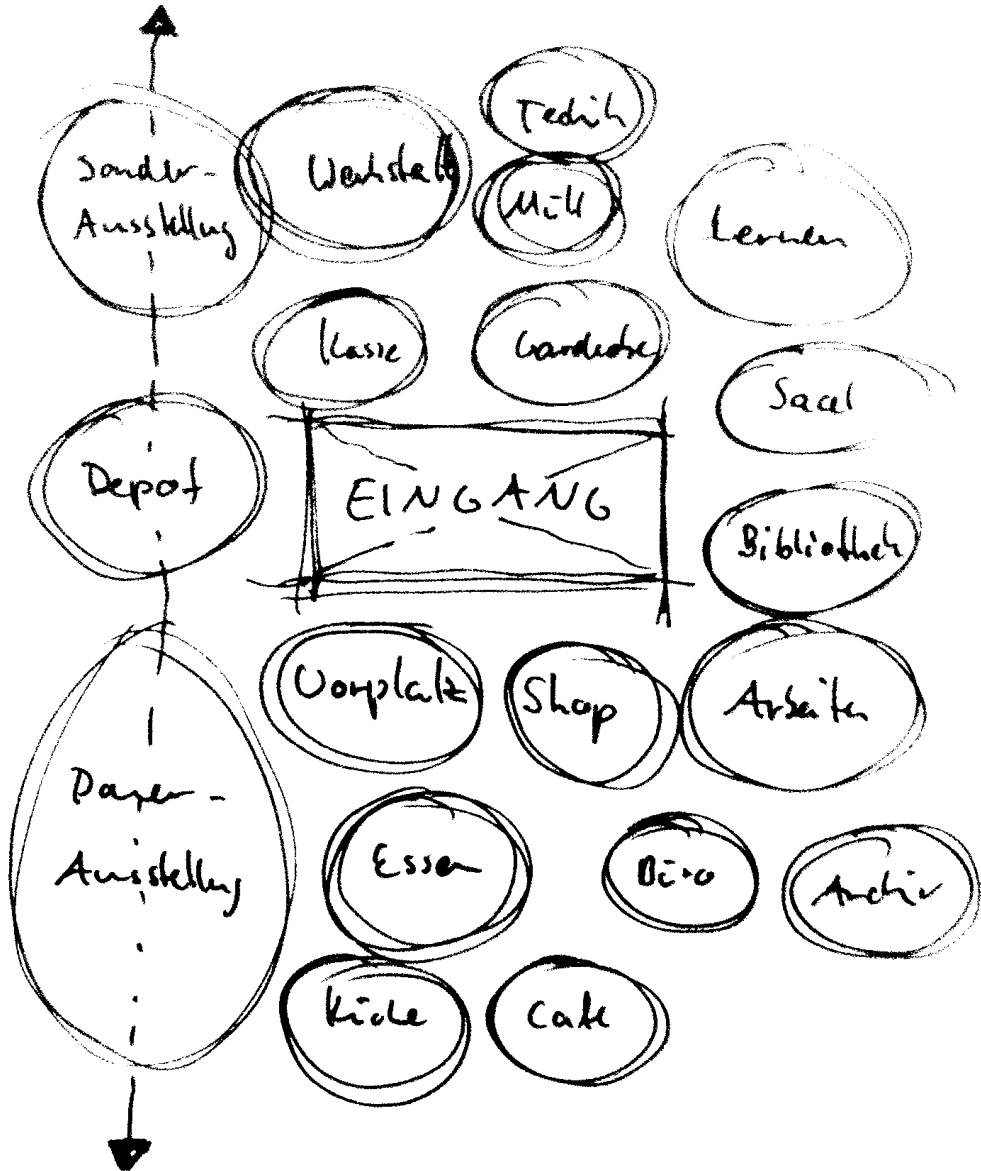 Technik
Sonder-
Ausstellung
Werkstatt
Müll
Lernen
Kasse
Garderobe
Saal
Depot
EINGANG
Bibliothek
Vorplatz
Shop
Arbeiten
Dauer-
Ausstellung
Essen
Büro
Archiv
Küche
Café